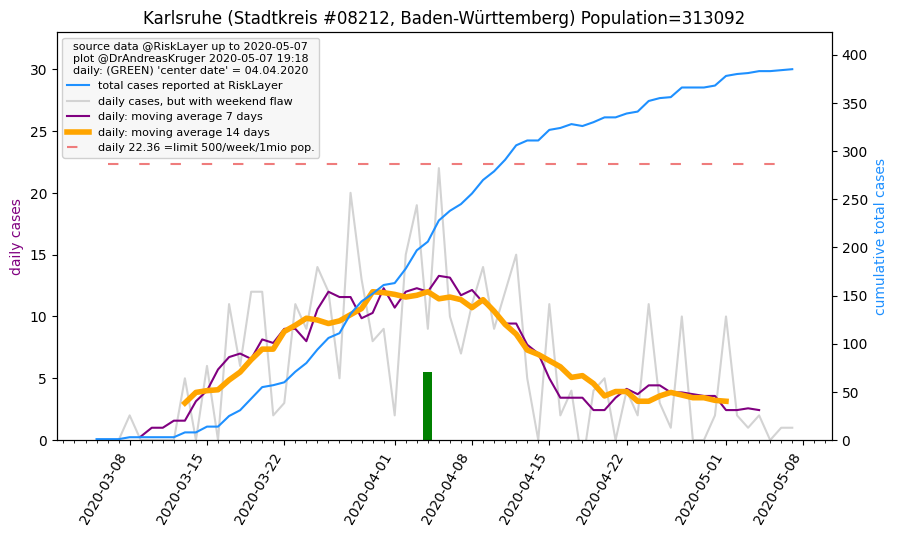 Karlsruhe (Stadtkreis #08212, Baden-Württemberg) Population=313092
source data @RiskLayer up to 2020-05-07
plot @DrAndreasKruger 2020-05-07 19:18
daily: (GREEN) 'center date' = 04.04.2020
total cases reported at RiskLayer
daily cases, but with weekend flaw
daily: moving average 7 days
daily: moving average 14 days
daily 22.36 =limit 500/week/1mio pop.
daily cases
30
25
20
15
10
5
0
cumulative total cases
400
350
300
250
200
150
100
50
0
2020-03-08
2020-03-15
2020-03-22
2020-04-01
2020-04-08
2020-04-15
2020-04-22
2020-05-01
2020-05-08